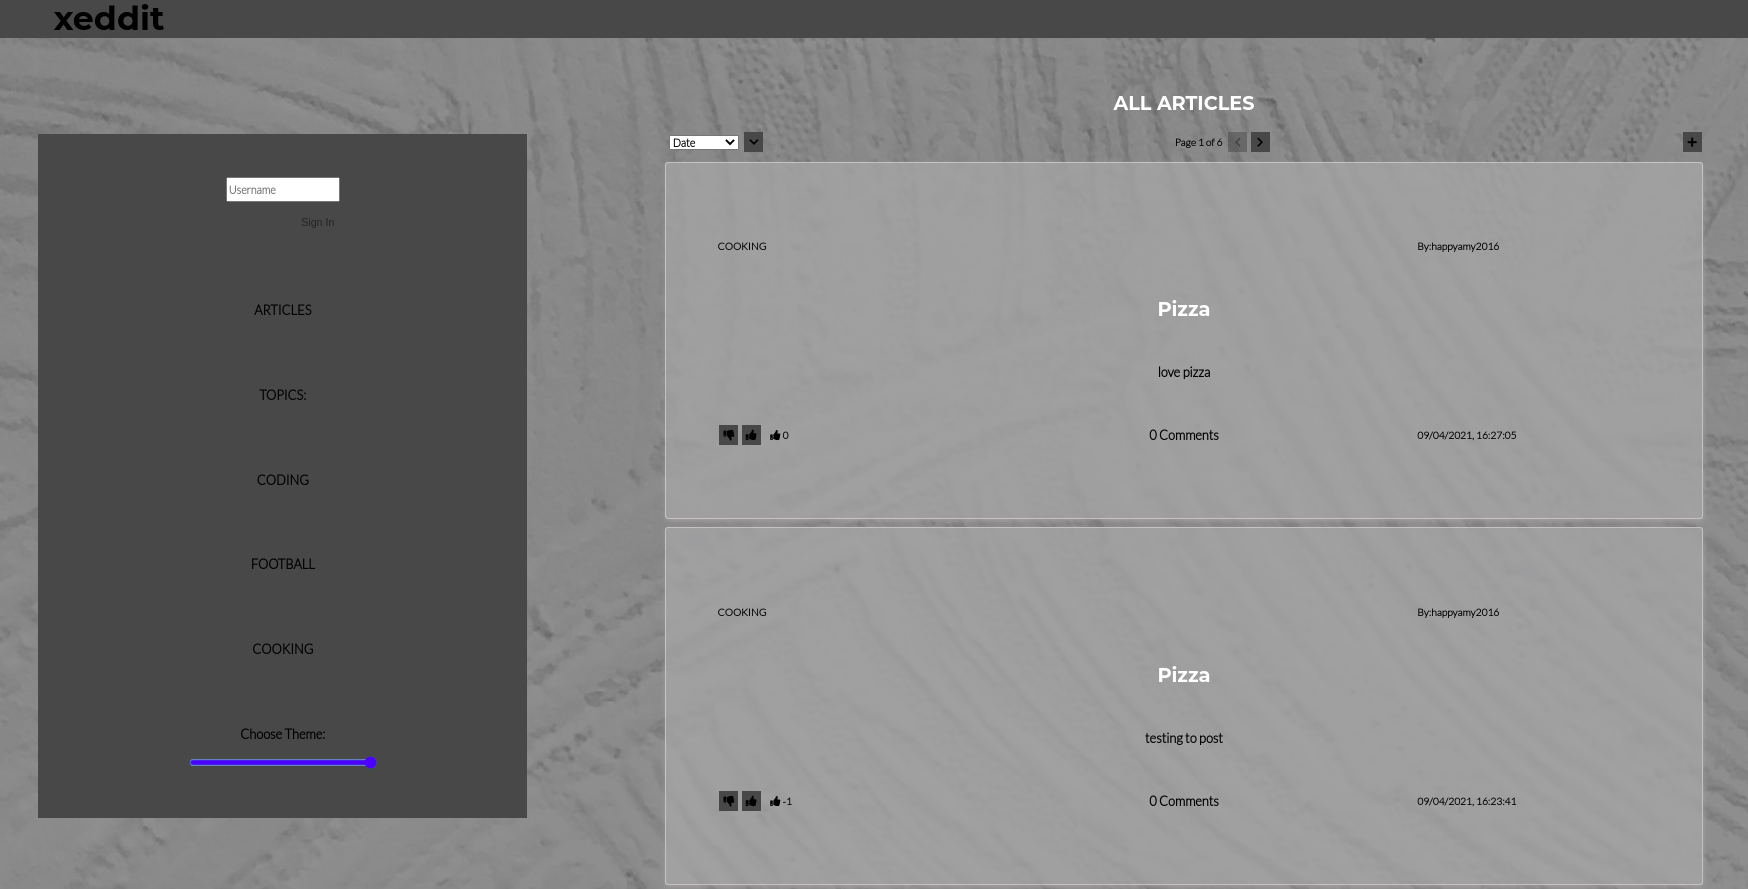 xeddit
Username
Sign In
ARTICLES
TOPICS:
CODING
FOOTBALL
COOKING
Choose Theme:
ALL ARTICLES
Date
Page 1 of 6
COOKING
By:happyamy2016
Pizza
love pizza
0
0 Comments
09/04/2021, 16:27:05
COOKING
By:happyamy2016
Pizza
testing to post
-1
0 Comments
09/04/2021, 16:23:41